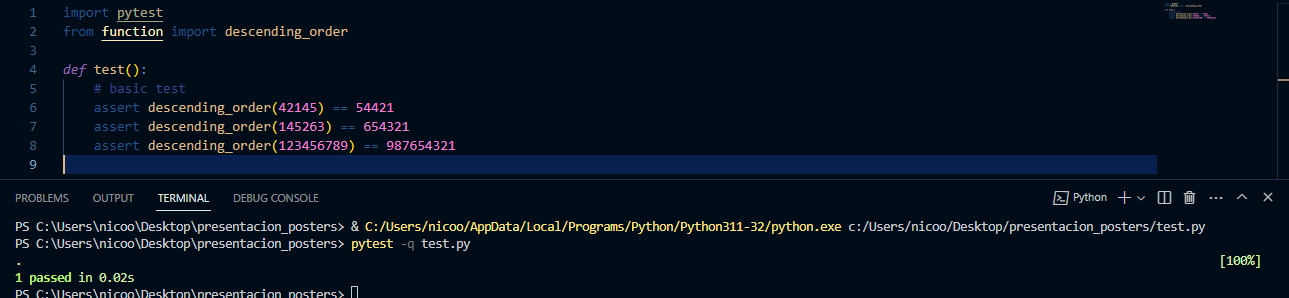 1 import pytest
2 from function import descending_order
3
4 def test():
5 # basic test
6 assert descending_order(42145) == 54421
7 assert descending_order(145263) == 654321
8 assert descending_order(123456789) == 987654321
9
PROBLEMS OUTPUT TERMINAL DEBUG CONSOLE Python
PS C:\Users\nicoo\Desktop\presentacion_posters> & C:/Users/nicoo/AppData/Local/Programs/Python/Python311-32/python.exe c:/Users/nicoo/Desktop/presentacion_posters/test.py
PS C:\Users\nicoo\Desktop\presentacion_posters> pytest -q test.py
. [100%]
1 passed in 0.02s
PS C:\Users\nicoo\Desktop\presentacion_posters>